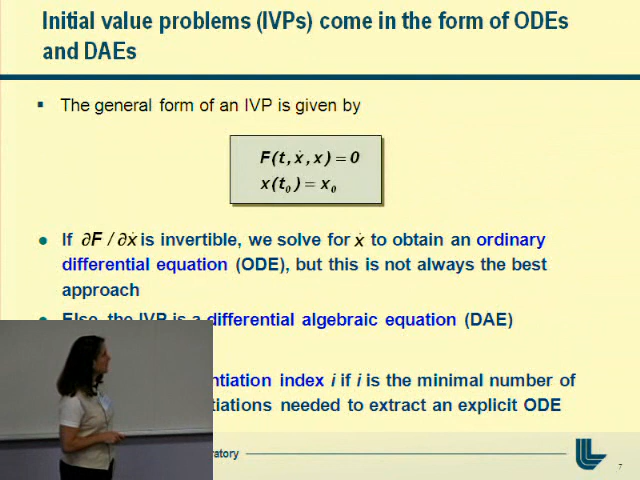 Initial value problems (IVPs) come in the form of ODEs
and DAEs
▪ The general form of an IVP is given by
F(t, ẋ, x) = 0
x(t₀) = x₀
● If ∂F / ∂ẋ is invertible, we solve for ẋ to obtain an ordinary
differential equation (ODE), but this is not always the best
approach
● Else, the IVP is a differential algebraic equation (DAE)
ntiation index i if i is the minimal number of
tiations needed to extract an explicit ODE
ratory
7